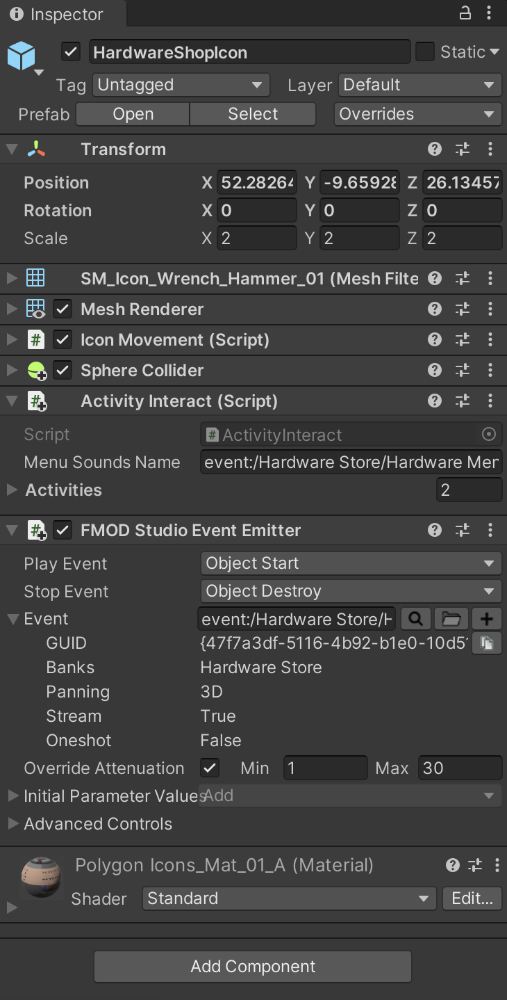 Inspector
HardwareShopIcon Static
Tag Untagged Layer Default
Prefab Open Select Overrides
Transform
Position X 52.28264 Y -9.65928 Z 26.13457
Rotation X 0 Y 0 Z 0
Scale X 2 Y 2 Z 2
SM_Icon_Wrench_Hammer_01 (Mesh Filte
# Mesh Renderer
# Icon Movement (Script)
Sphere Collider
# Activity Interact (Script)
Script # ActivityInteract
Menu Sounds Name event:/Hardware Store/Hardware Mer
Activities 2
# FMOD Studio Event Emitter
Play Event Object Start
Stop Event Object Destroy
Event event:/Hardware Store/H
GUID {47f7a3df-5116-4b92-b1e0-10d51
Banks Hardware Store
Panning 3D
Stream True
Oneshot False
Override Attenuation Min 1 Max 30
Initial Parameter Values Add
Advanced Controls
Polygon Icons_Mat_01_A (Material)
Shader Standard Edit...
Add Component